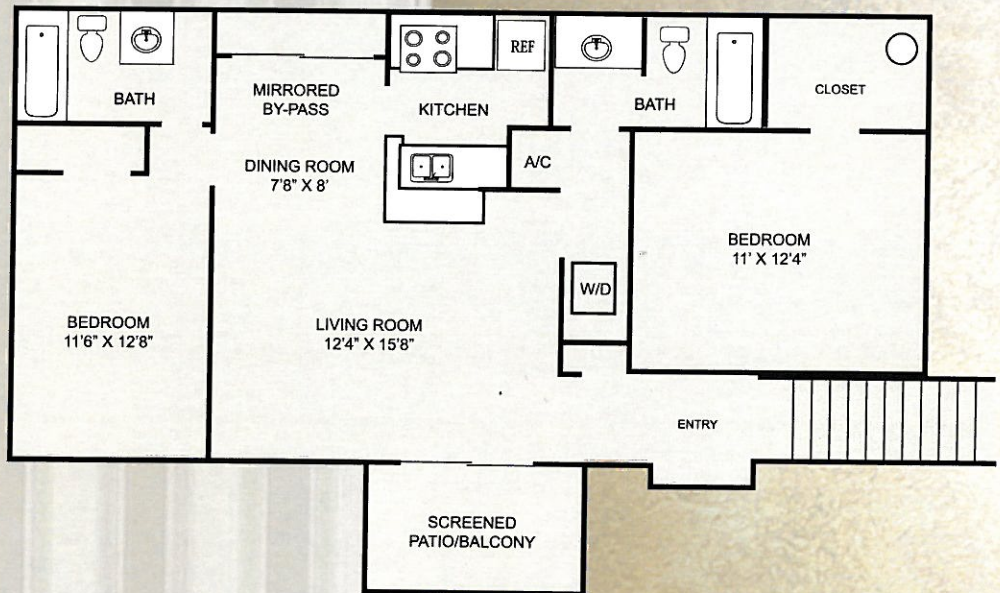 BATH
MIRRORED
BY-PASS
KITCHEN
REF
BATH
CLOSET
DINING ROOM
7'8" X 8'
A/C
BEDROOM
11' X 12'4"
W/D
BEDROOM
11'6" X 12'8"
LIVING ROOM
12'4" X 15'8"
ENTRY
SCREENED
PATIO/BALCONY